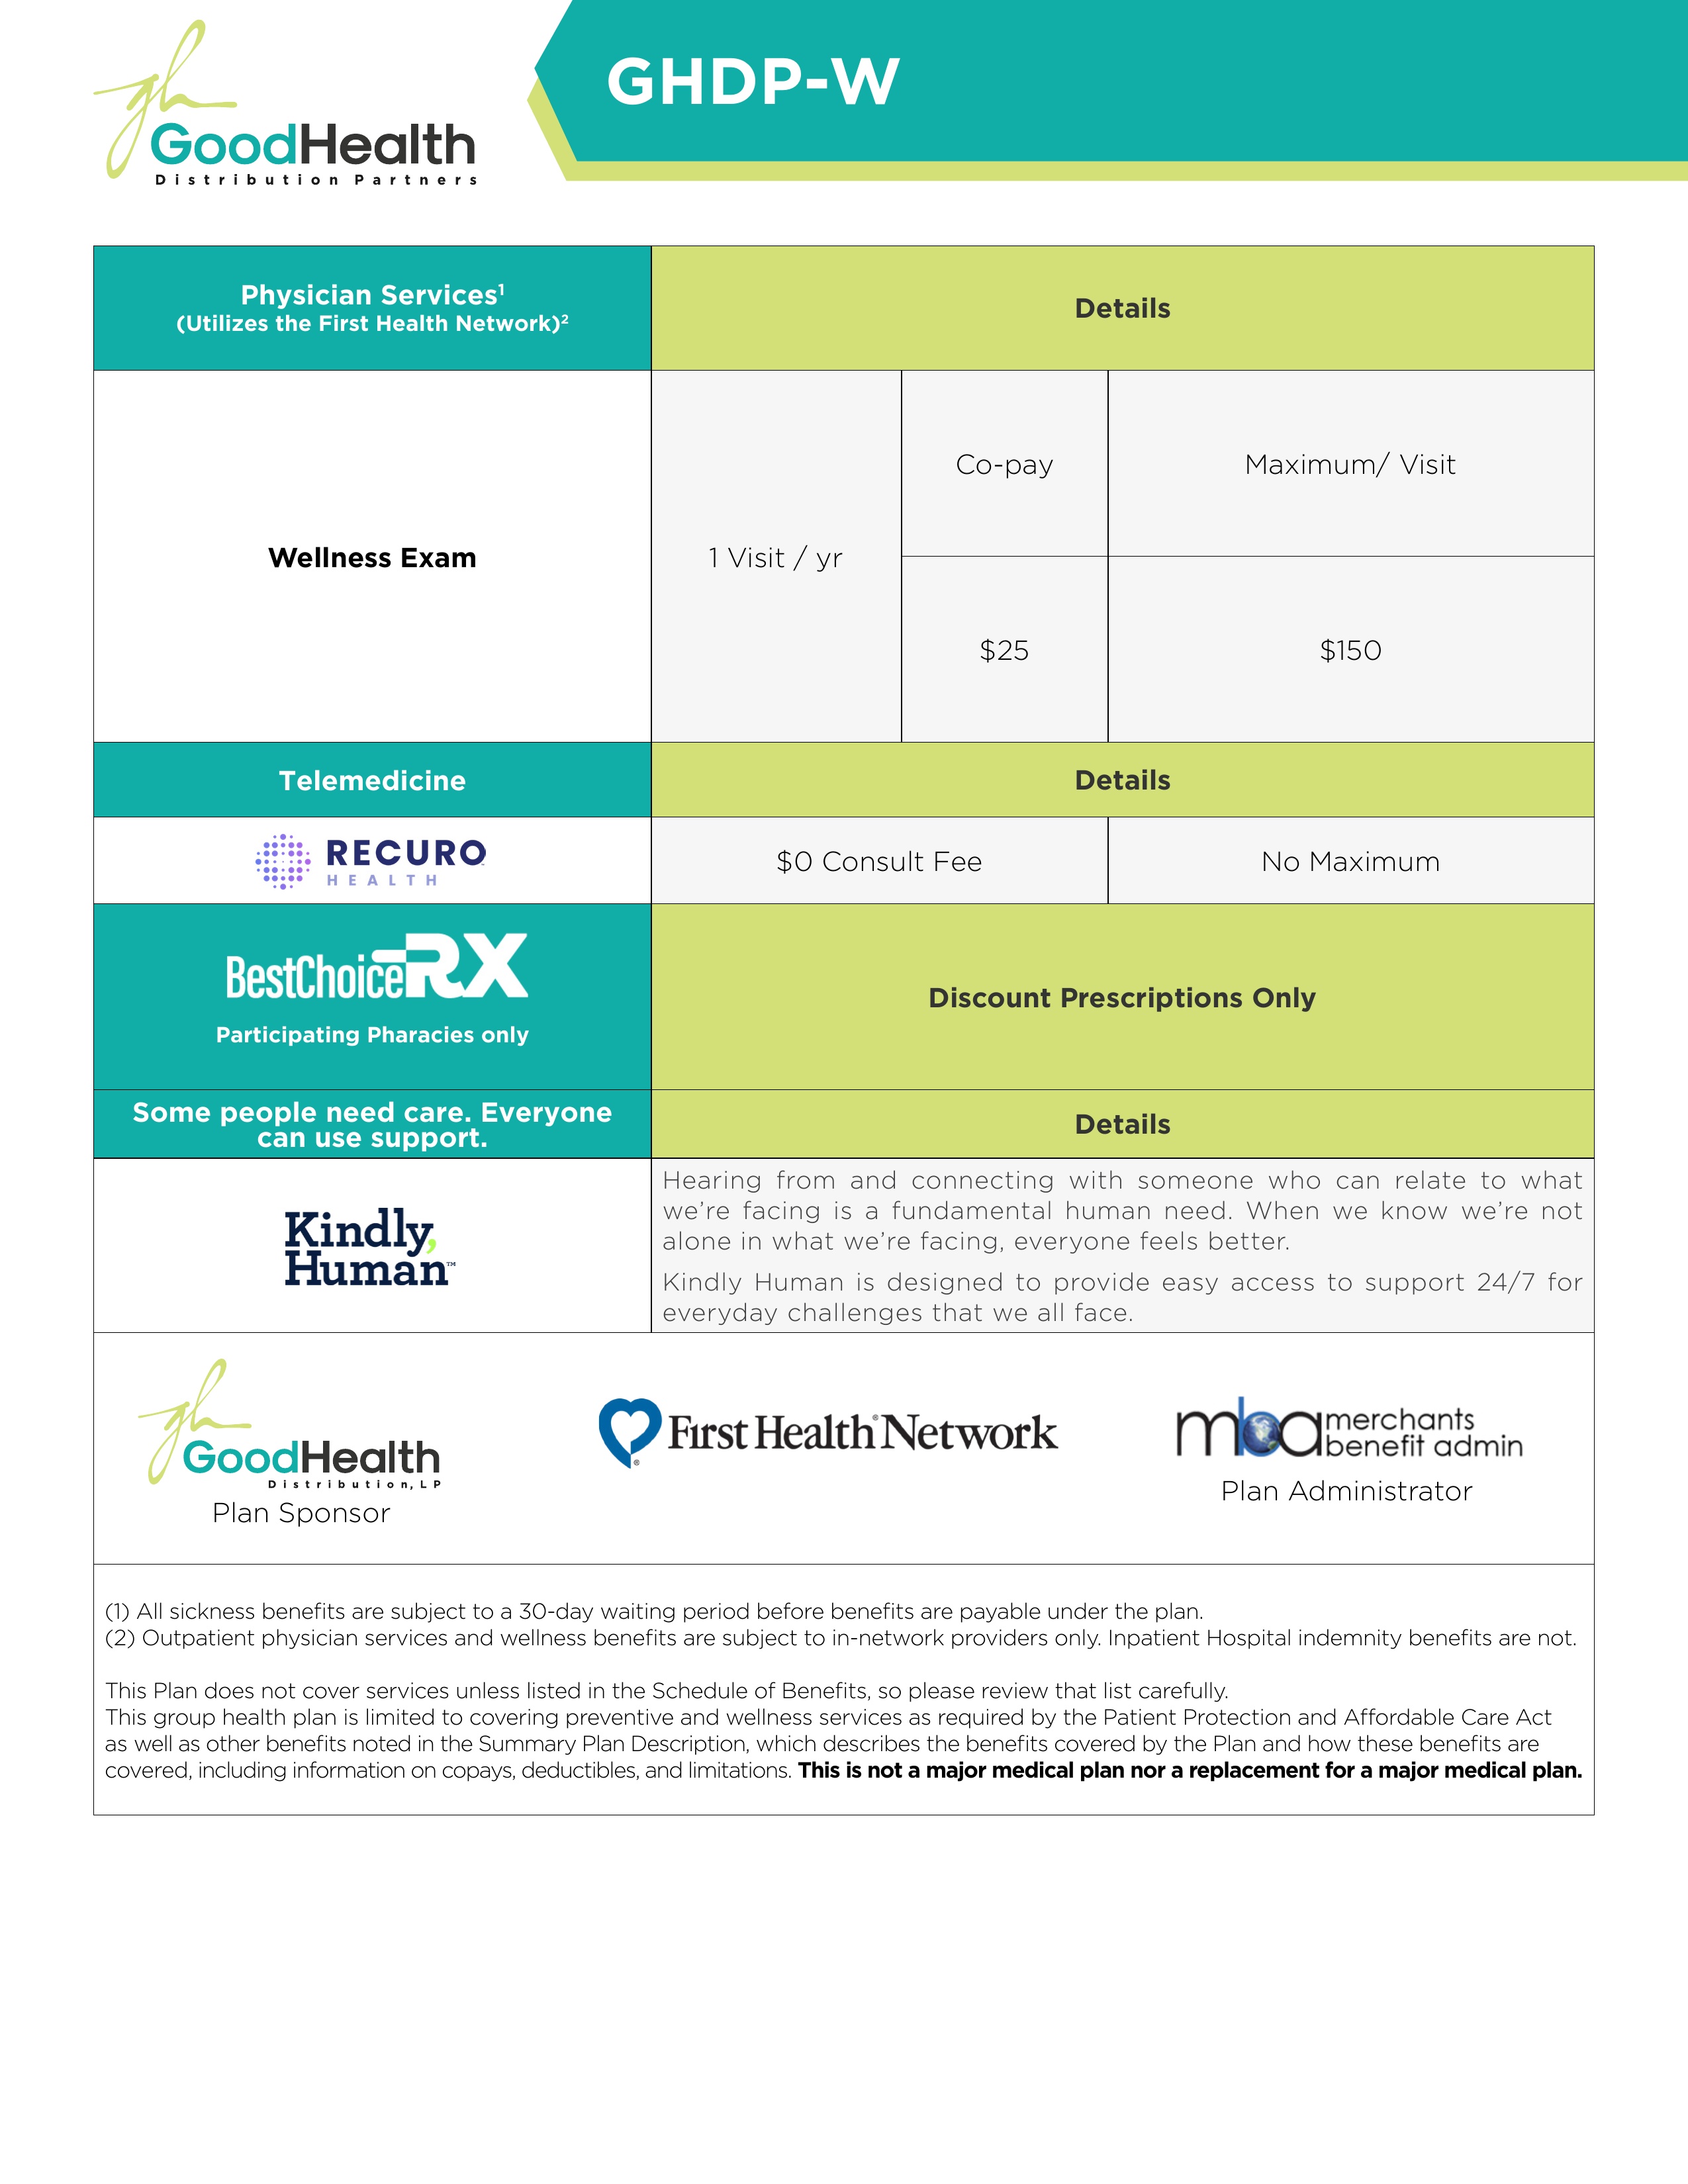 gh
GoodHealth
Distribution Partners
GHDP-W
Physician Services¹
(Utilizes the First Health Network)²
Details
Wellness Exam
1 Visit / yr
Co-pay
Maximum/ Visit
$25
$150
Telemedicine
Details
RECURO
HEALTH
$0 Consult Fee
No Maximum
BestChoiceRX
Participating Pharacies only
Discount Prescriptions Only
Some people need care. Everyone
can use support.
Details
Kindly,
Human™
Hearing from and connecting with someone who can relate to what
we’re facing is a fundamental human need. When we know we’re not
alone in what we’re facing, everyone feels better.
Kindly Human is designed to provide easy access to support 24/7 for
everyday challenges that we all face.
gh
GoodHealth
Distribution, LP
Plan Sponsor
First Health® Network
®
mba merchants
benefit admin
Plan Administrator
(1) All sickness benefits are subject to a 30-day waiting period before benefits are payable under the plan.
(2) Outpatient physician services and wellness benefits are subject to in-network providers only. Inpatient Hospital indemnity benefits are not.
This Plan does not cover services unless listed in the Schedule of Benefits, so please review that list carefully.
This group health plan is limited to covering preventive and wellness services as required by the Patient Protection and Affordable Care Act
as well as other benefits noted in the Summary Plan Description, which describes the benefits covered by the Plan and how these benefits are
covered, including information on copays, deductibles, and limitations. This is not a major medical plan nor a replacement for a major medical plan.